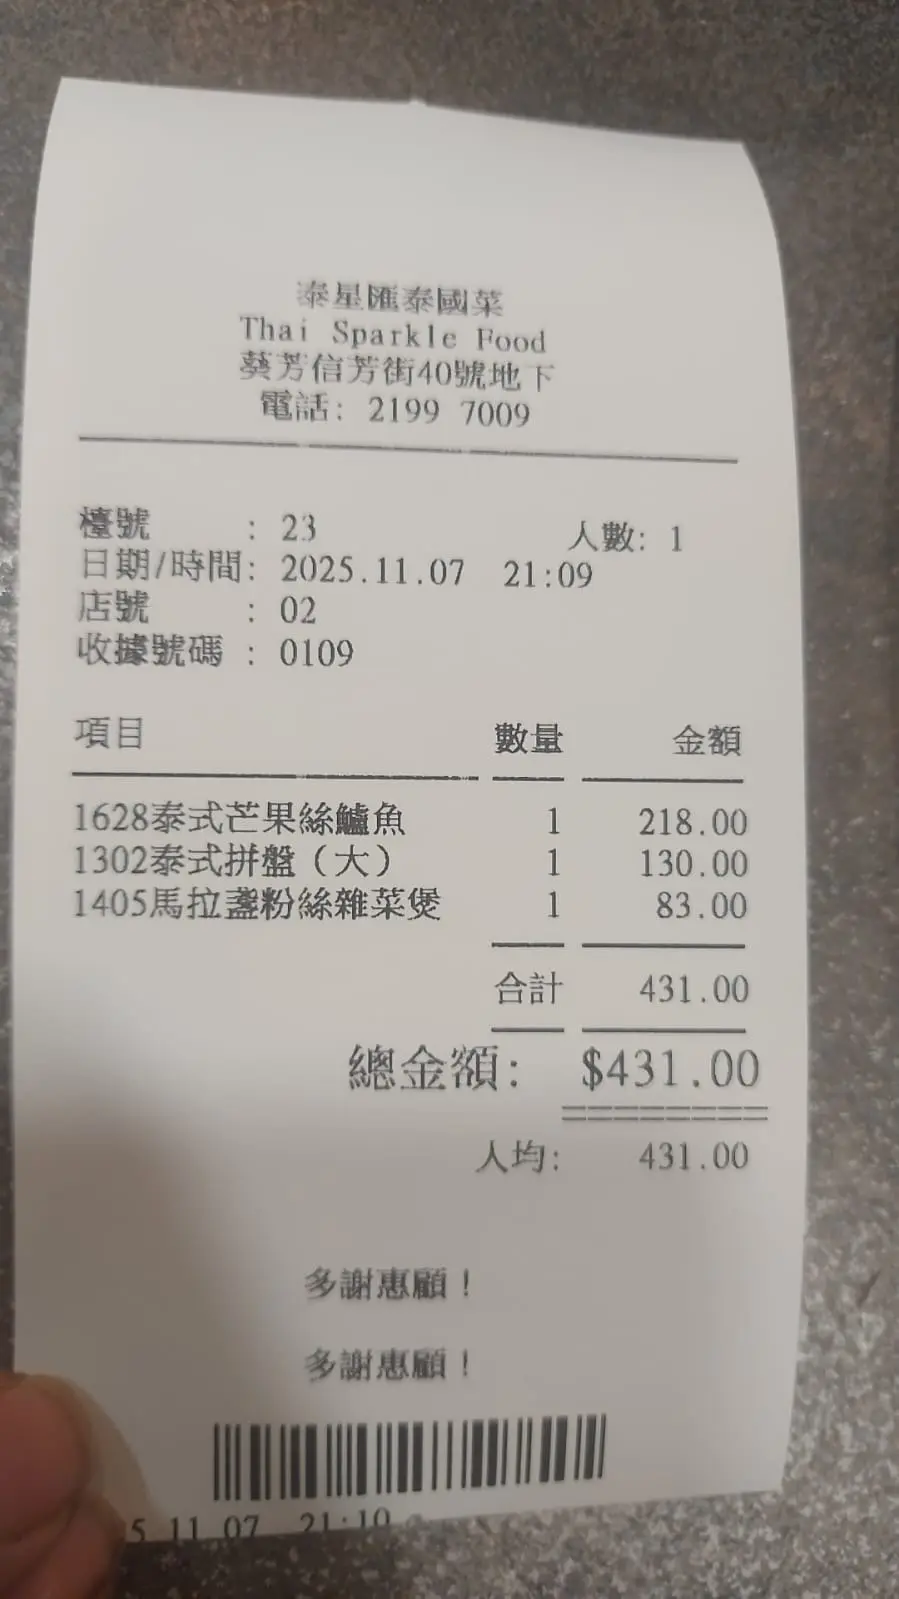 泰星匯泰國菜
Thai Sparkle Food
葵芳信芳街40號地下
電話: 2199 7009
檯號 : 23 人數: 1
日期/時間: 2025.11.07 21:09
店號 : 02
收據號碼 : 0109
項目 數量 金額
1628泰式芒果絲鱸魚 1 218.00
1302泰式拼盤（大） 1 130.00
1405馬拉盞粉絲雜菜煲 1 83.00
合計 431.00
總金額: $431.00
人均: 431.00
多謝惠顧！
多謝惠顧！
5.11.07 21:10